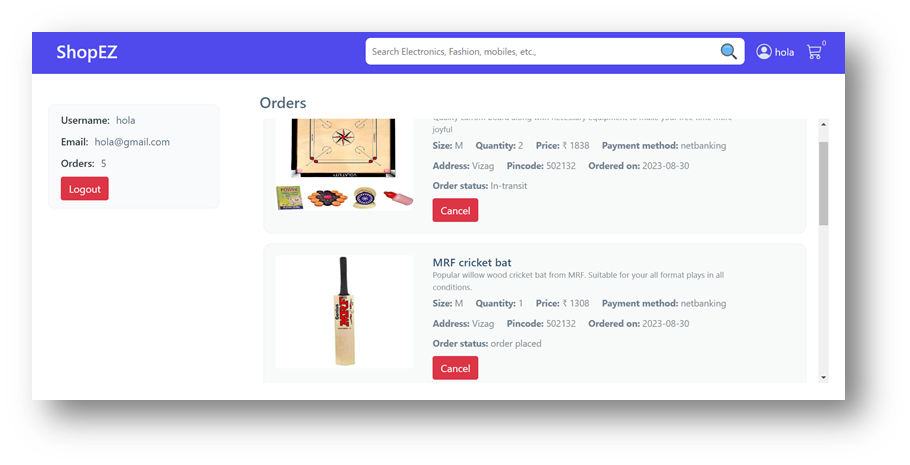 ShopEZ
Search Electronics, Fashion, mobiles, etc.,
hola
0
Username: hola
Email: hola@gmail.com
Orders: 5
Logout
Orders
joyful
Size: M Quantity: 2 Price: ₹ 1838 Payment method: netbanking
Address: Vizag Pincode: 502132 Ordered on: 2023-08-30
Order status: In-transit
Cancel
MRF cricket bat
Popular willow wood cricket bat from MRF. Suitable for your all format plays in all
conditions.
Size: M Quantity: 1 Price: ₹ 1308 Payment method: netbanking
Address: Vizag Pincode: 502132 Ordered on: 2023-08-30
Order status: order placed
Cancel
MRF